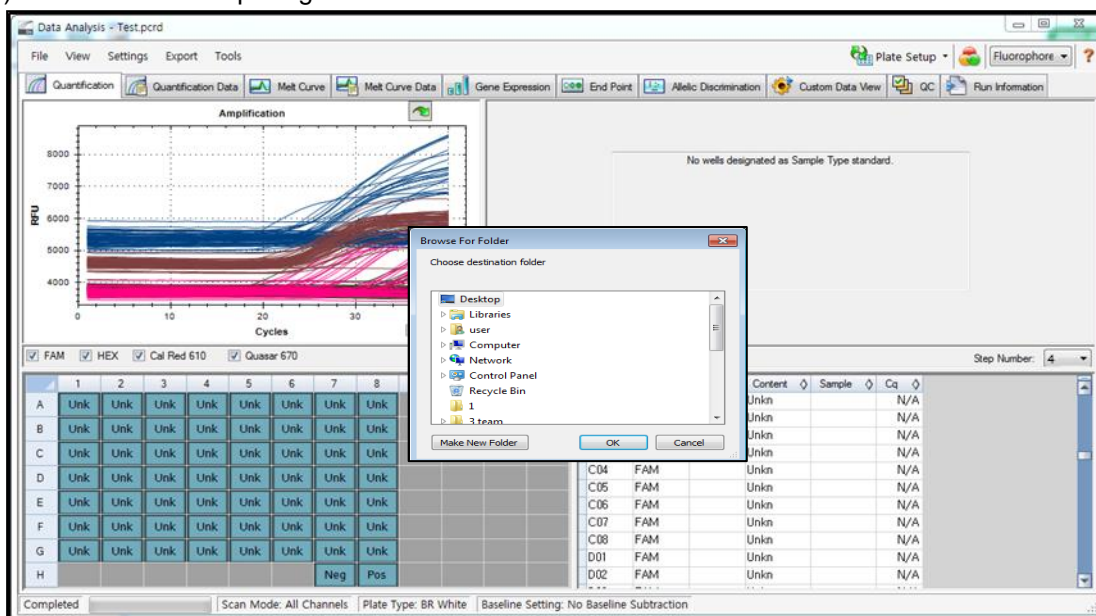 Data Analysis - Test.pcrd
File View Settings Export Tools
Plate Setup Fluorophore ?
Quantification Quantification Data Melt Curve Melt Curve Data Gene Expression End Point Allelic Discrimination Custom Data View QC Run Information
Amplification
8000
7000
6000
5000
4000
RFU
0 10 20 30
Cycles
No wells designated as Sample Type standard.
Browse For Folder
Choose destination folder
Desktop
Libraries
user
Computer
Network
Control Panel
Recycle Bin
1
3 team
Make New Folder OK Cancel
FAM HEX Cal Red 610 Quasar 670
Step Number: 4
1 2 3 4 5 6 7 8
A Unk Unk Unk Unk Unk Unk Unk Unk
B Unk Unk Unk Unk Unk Unk Unk Unk
C Unk Unk Unk Unk Unk Unk Unk Unk
D Unk Unk Unk Unk Unk Unk Unk Unk
E Unk Unk Unk Unk Unk Unk Unk Unk
F Unk Unk Unk Unk Unk Unk Unk Unk
G Unk Unk Unk Unk Unk Unk Unk Unk
H Neg Pos
Content Sample Cq
Unkn N/A
Unkn N/A
Unkn N/A
Unkn N/A
C04 FAM Unkn N/A
C05 FAM Unkn N/A
C06 FAM Unkn N/A
C07 FAM Unkn N/A
C08 FAM Unkn N/A
D01 FAM Unkn N/A
D02 FAM Unkn N/A
Completed Scan Mode: All Channels Plate Type: BR White Baseline Setting: No Baseline Subtraction